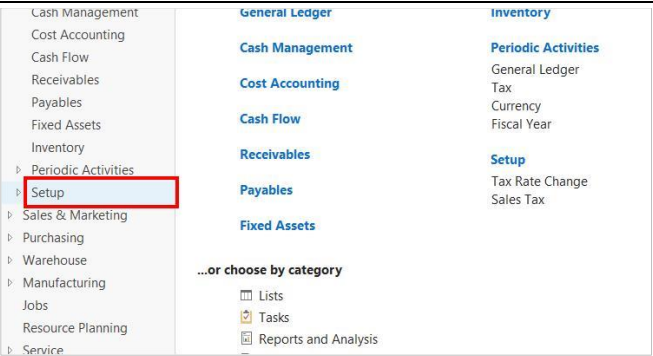 Cash Management
Cost Accounting
Cash Flow
Receivables
Payables
Fixed Assets
Inventory
Periodic Activities
Setup
Sales & Marketing
Purchasing
Warehouse
Manufacturing
Jobs
Resource Planning
Service
General Ledger
Cash Management
Cost Accounting
Cash Flow
Receivables
Payables
Fixed Assets
Inventory
Periodic Activities
General Ledger
Tax
Currency
Fiscal Year
Setup
Tax Rate Change
Sales Tax
...or choose by category
Lists
Tasks
Reports and Analysis